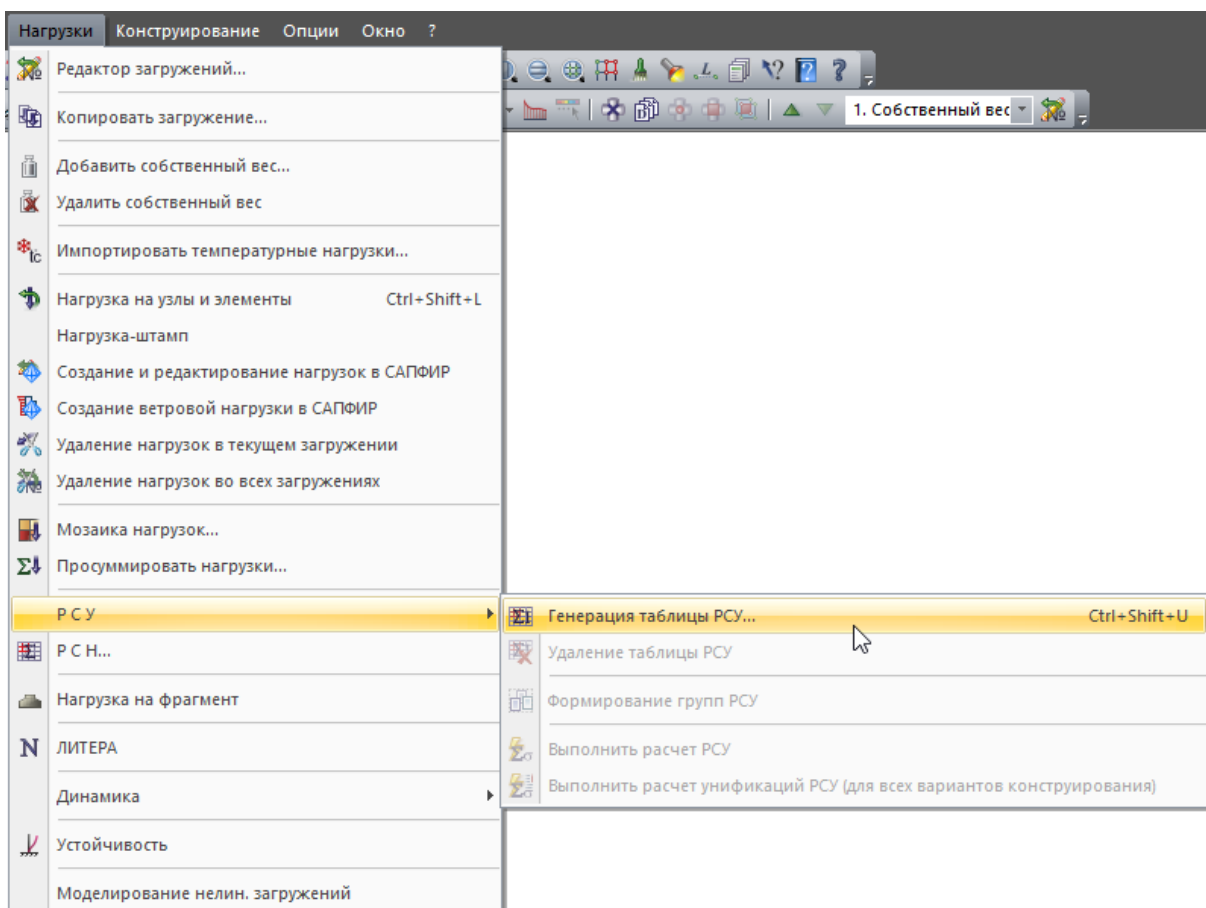 Нагрузки Конструирование Опции Окно ?
Редактор загружений...
Копировать загружение...
1. Собственный вес
Добавить собственный вес...
Удалить собственный вес
Импортировать температурные нагрузки...
Нагрузка на узлы и элементы Ctrl+Shift+L
Нагрузка-штамп
Создание и редактирование нагрузок в САПФИР
Создание ветровой нагрузки в САПФИР
Удаление нагрузок в текущем загружении
Удаление нагрузок во всех загружениях
Мозаика нагрузок...
Просуммировать нагрузки...
Р С У
Генерация таблицы РСУ... Ctrl+Shift+U
Р С Н...
Удаление таблицы РСУ
Нагрузка на фрагмент
Формирование групп РСУ
ЛИТЕРА
Выполнить расчет РСУ
Динамика
Выполнить расчет унификаций РСУ (для всех вариантов конструирования)
Устойчивость
Моделирование нелин. загружений